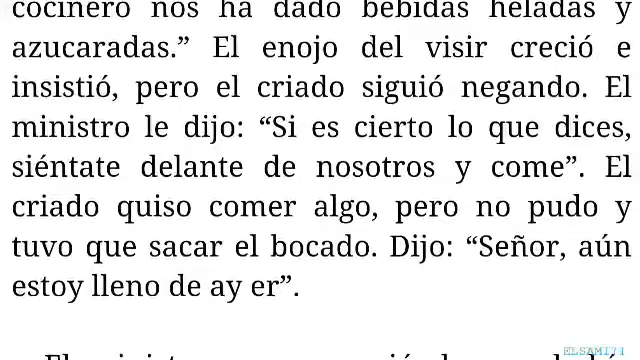 cocinero nos ha dado bebidas heladas y
azucaradas.” El enojo del visir creció e
insistió, pero el criado siguió negando. El
ministro le dijo: “Si es cierto lo que dices,
siéntate delante de nosotros y come”. El
criado quiso comer algo, pero no pudo y
tuvo que sacar el bocado. Dijo: “Señor, aún
estoy lleno de ay er”.
El